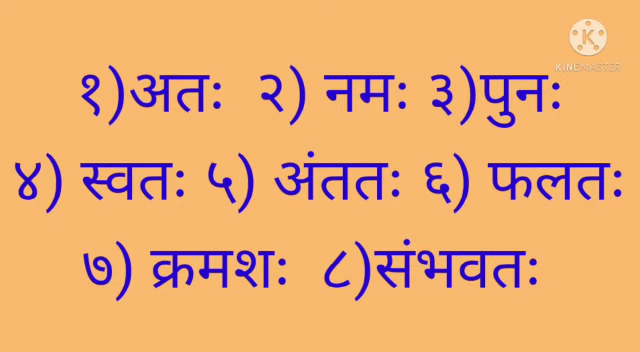 KINEMASTER
१)अतः २) नमः ३)पुनः
४) स्वतः ५) अंततः ६) फलतः
७) क्रमशः ८)संभवतः